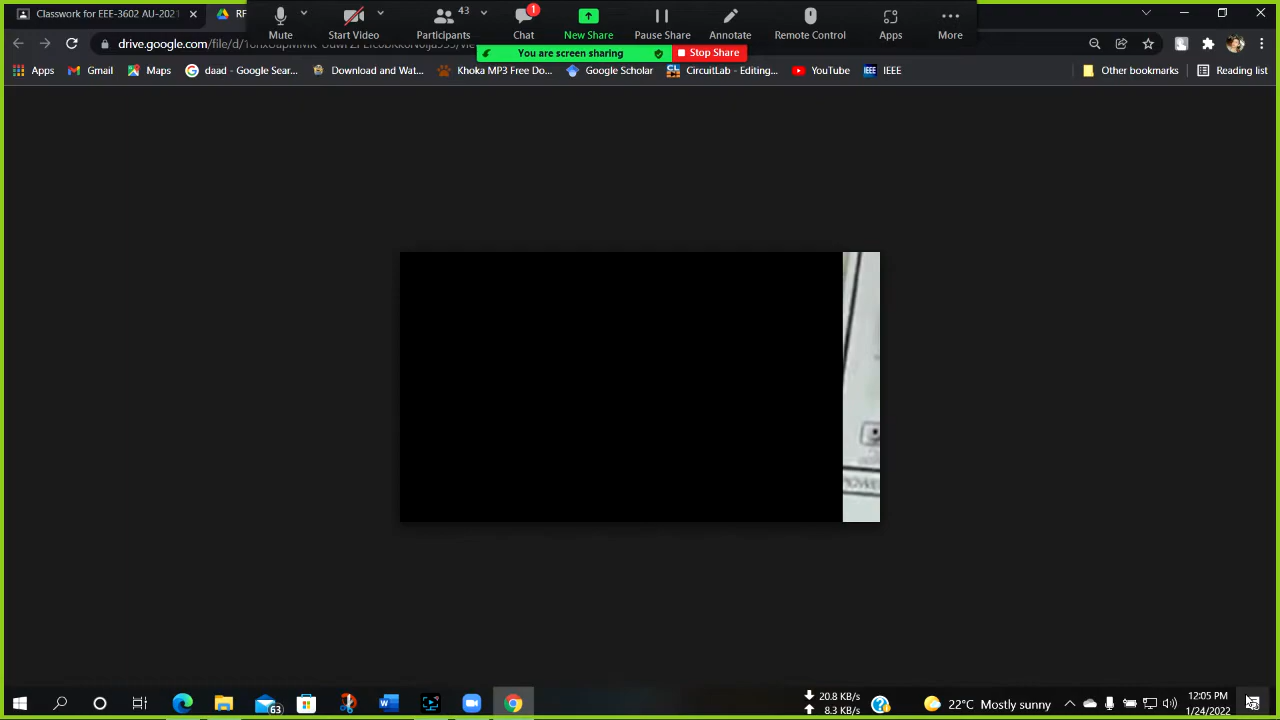 Classwork for EEE-3602 AU-2021
RF
Mute
Start Video
Participants
43
Chat
1
New Share
Pause Share
Annotate
Remote Control
Apps
More
drive.google.com/file/d/
You are screen sharing
Stop Share
Apps
Gmail
Maps
daad - Google Sear...
Download and Wat...
Khoka MP3 Free Do...
Google Scholar
CircuitLab - Editing...
YouTube
IEEE
Other bookmarks
Reading list
63
20.8 KB/s
8.3 KB/s
22°C Mostly sunny
12:05 PM
1/24/2022